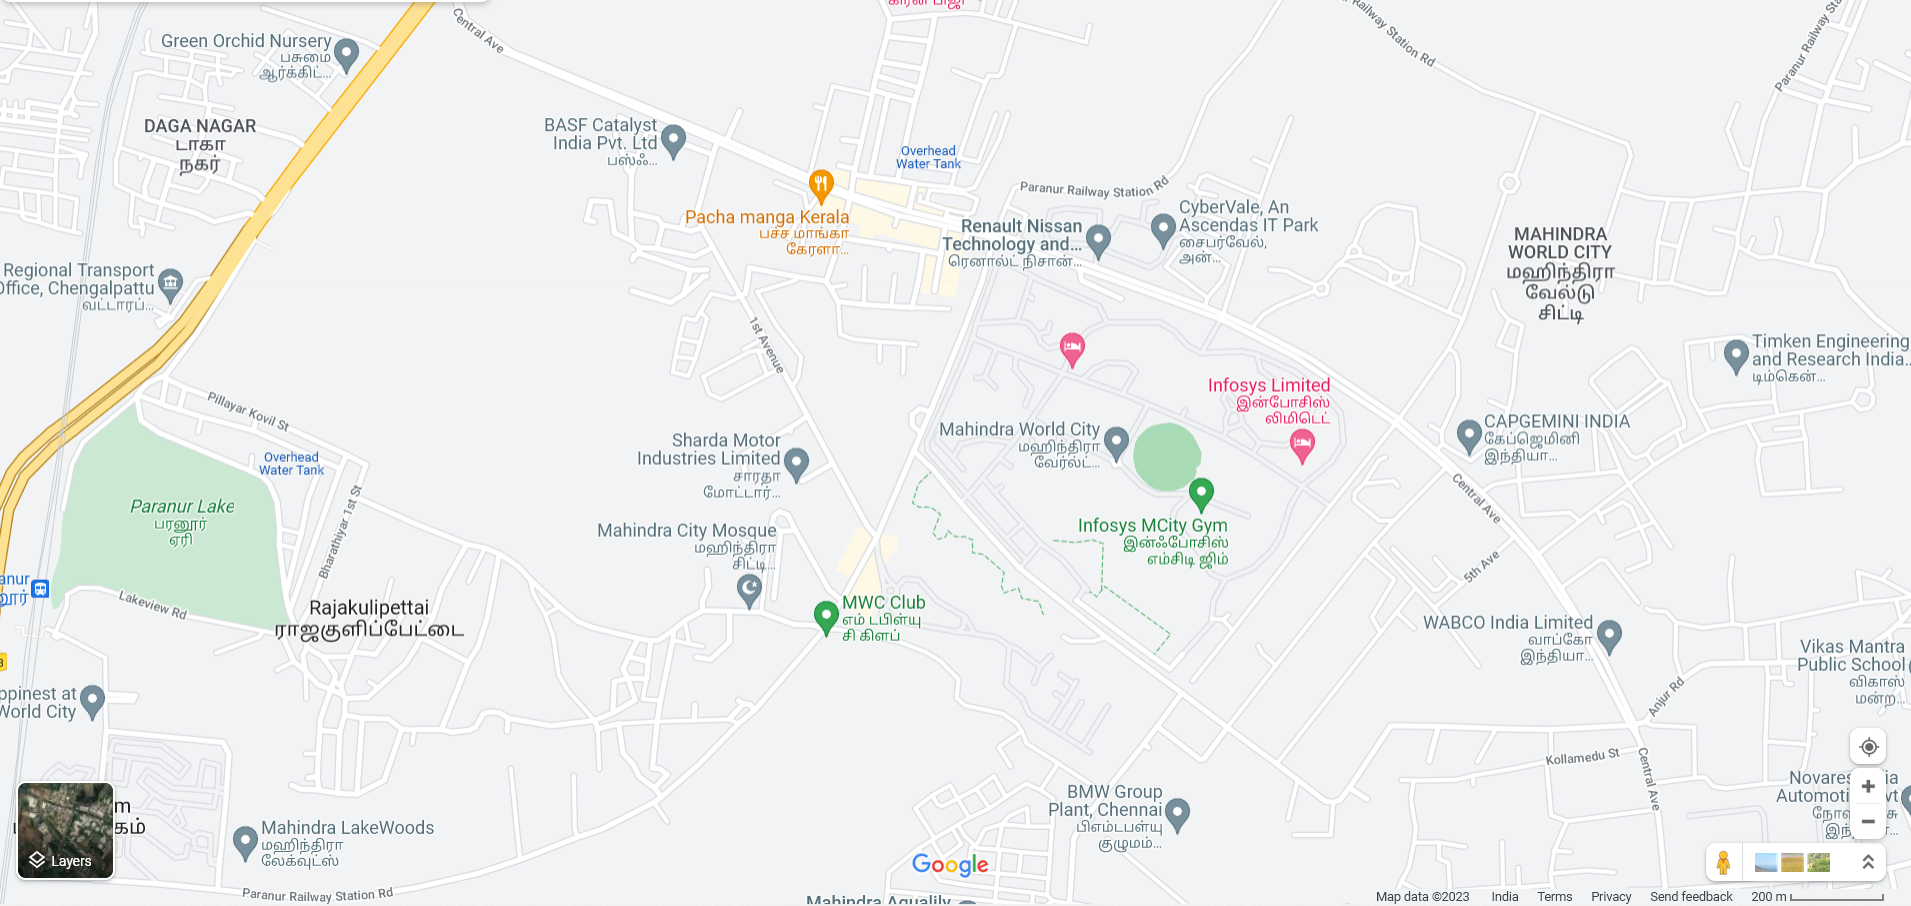 Central Ave
Paranur Railway Station Rd
Green Orchid Nursery
பசுமை
ஆர்க்கிட்...
DAGA NAGAR
டாகா
நகர்
BASF Catalyst
India Pvt. Ltd
பஸ்ஃ...
Overhead
Water Tank
Paranur Railway Station Rd
Pacha manga Kerala
பச்ச மாங்கா
கேரளா...
Renault Nissan
Technology and...
ரெனால்ட் நிசான்...
CyberVale, An
Ascendas IT Park
சைபர்வேல்,
அன்...
MAHINDRA
WORLD CITY
மஹிந்திரா
வேல்டு
சிட்டி
Regional Transport
Office, Chengalpattu
வட்டாரப்...
1st Avenue
Timken Engineering
and Research India...
டிம்கென்...
Pillayar Kovil St
Infosys Limited
இன்போசிஸ்
லிமிடெட்
Mahindra World City
மஹிந்திரா
வேர்ல்ட்...
CAPGEMINI INDIA
கேப்ஜெமினி
இந்தியா...
Sharda Motor
Industries Limited
சாரதா
மோட்டார்...
Overhead
Water Tank
Paranur Lake
பரனூர்
ஏரி
Bharathiyar 1st St
Central Ave
Mahindra City Mosque
மஹிந்திரா
சிட்டி...
Infosys MCity Gym
இன்ஃபோசிஸ்
எம்சிடி ஜிம்
5th Ave
Lakeview Rd
Rajakulipettai
ராஜகுளிப்பேட்டை
MWC Club
எம் டபிள்யு
சி கிளப்
WABCO India Limited
வாப்கோ
இந்தியா...
Vikas Mantra
Public School
விகாஸ்
மன்ற...
Anjur Rd
World City
Kollamedu St
Central Ave
BMW Group
Plant, Chennai
பிஎம்டபள்யு
குழுமம்...
Mahindra LakeWoods
மஹிந்திரா
லேக்வுட்ஸ்
Layers
Google
Paranur Railway Station Rd
Mahindra Aqualily
Map data ©2023 India Terms Privacy Send feedback 200 m